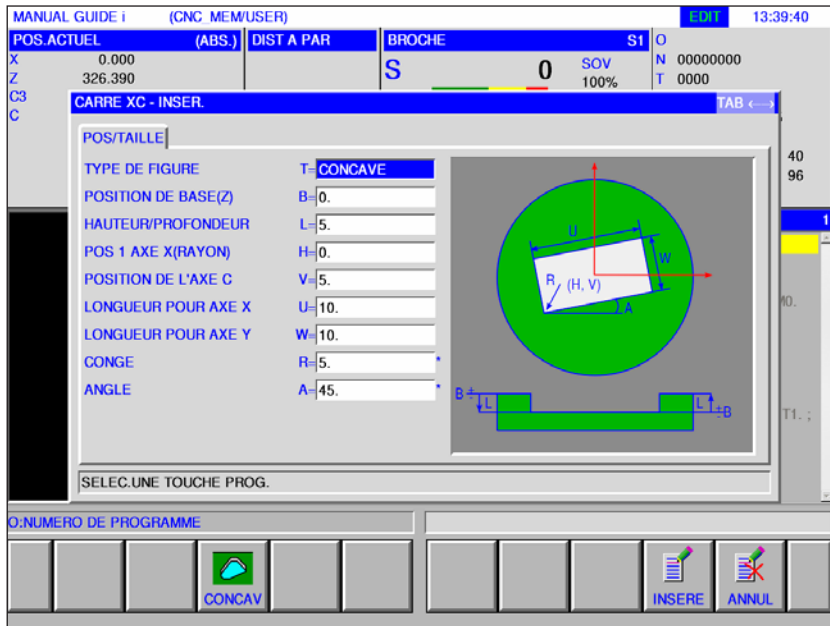 MANUAL GUIDE i (CNC_MEM/USER) EDIT 13:39:40
POS.ACTUEL (ABS.) DIST A PAR BROCHE S1 O
X 0.000 S 0 SOV N 00000000
Z 326.390 100% T 0000
C3
C
CARRE XC - INSER. TAB ←→
POS/TAILLE
TYPE DE FIGURE T= CONCAVE
POSITION DE BASE(Z) B= 0.
HAUTEUR/PROFONDEUR L= 5.
POS 1 AXE X(RAYON) H= 0.
POSITION DE L'AXE C V= 5.
LONGUEUR POUR AXE X U= 10.
LONGUEUR POUR AXE Y W= 10.
CONGE R= 5. *
ANGLE A= 45. *
U
W
R (H, V)
A
B ± L L ±B
40
96
1
M0.
T1. ;
SELEC.UNE TOUCHE PROG.
O:NUMERO DE PROGRAMME
CONCAV INSERE ANNUL